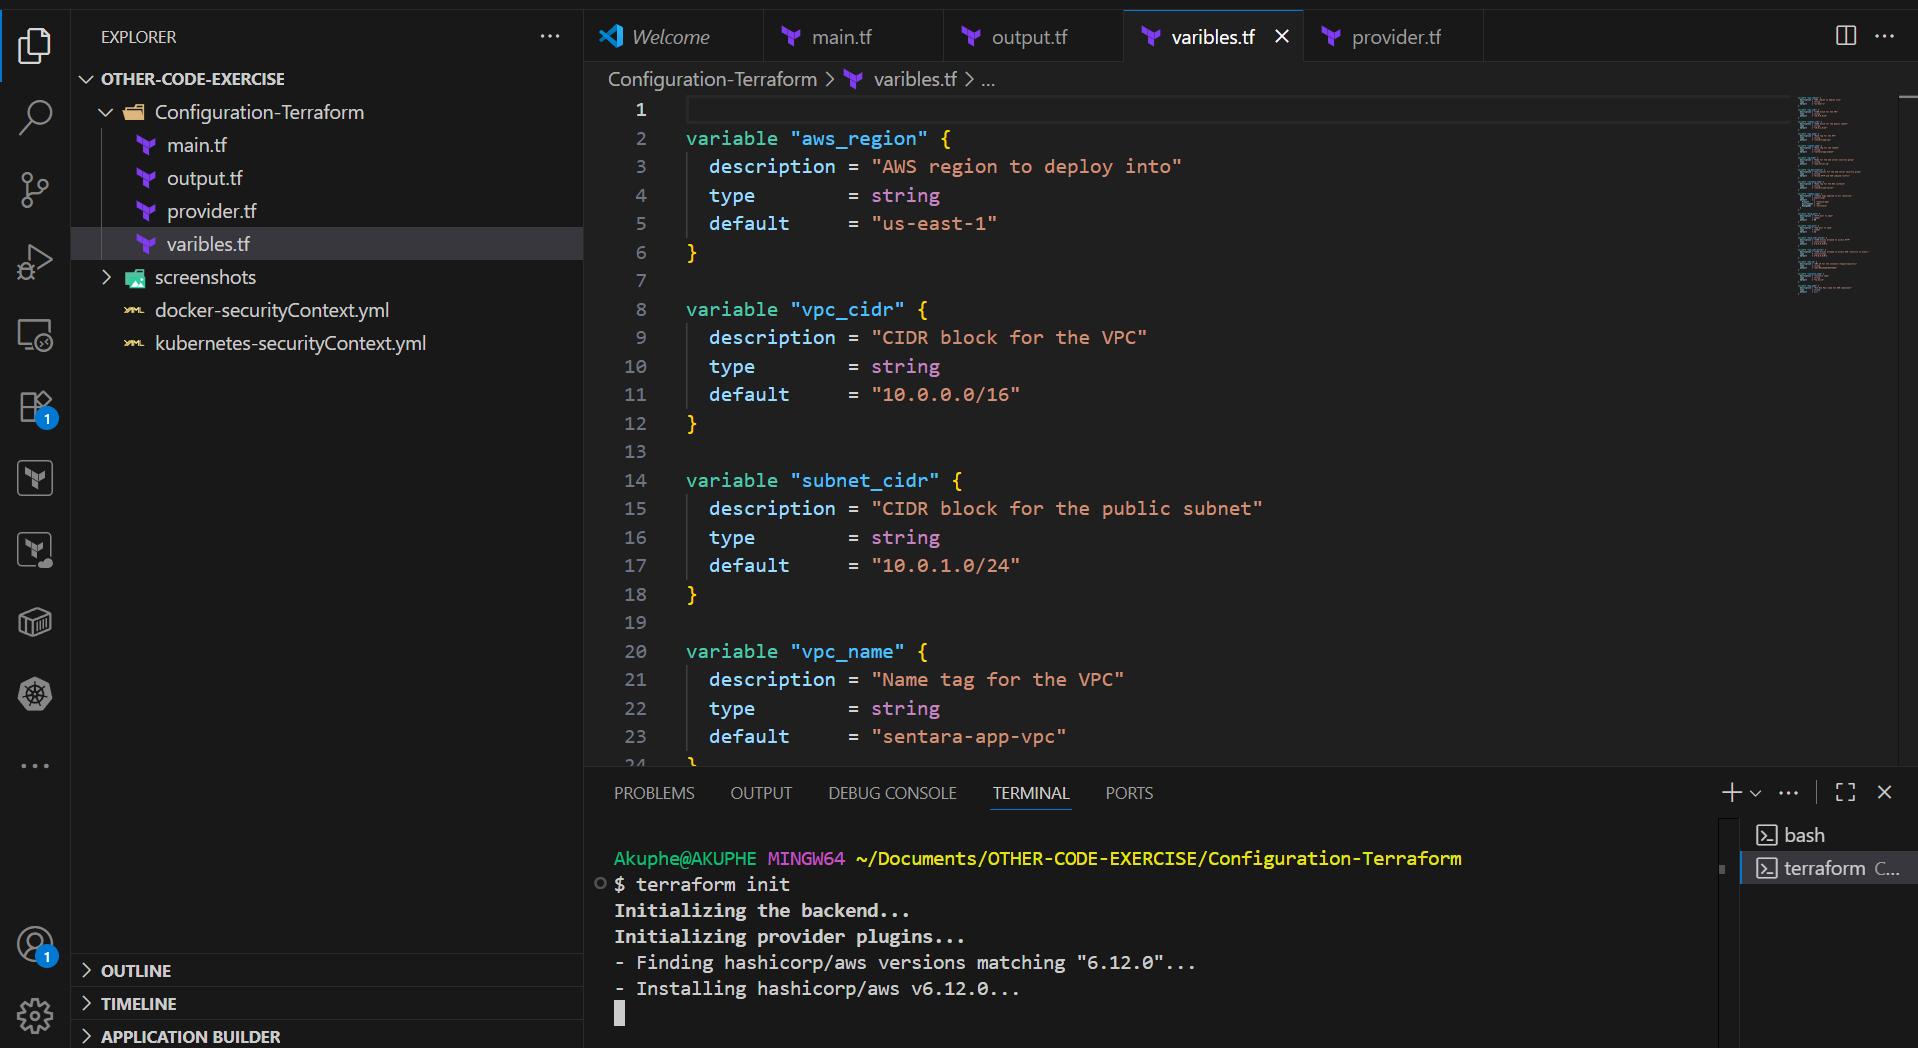 EXPLORER
OTHER-CODE-EXERCISE
Configuration-Terraform
main.tf
output.tf
provider.tf
varibles.tf
screenshots
docker-securityContext.yml
kubernetes-securityContext.yml
OUTLINE
TIMELINE
APPLICATION BUILDER
1
1
Welcome
main.tf
output.tf
varibles.tf
provider.tf
Configuration-Terraform > varibles.tf > ...
1
2 variable "aws_region" {
3   description = "AWS region to deploy into"
4   type        = string
5   default     = "us-east-1"
6 }
7
8 variable "vpc_cidr" {
9   description = "CIDR block for the VPC"
10   type        = string
11   default     = "10.0.0.0/16"
12 }
13
14 variable "subnet_cidr" {
15   description = "CIDR block for the public subnet"
16   type        = string
17   default     = "10.0.1.0/24"
18 }
19
20 variable "vpc_name" {
21   description = "Name tag for the VPC"
22   type        = string
23   default     = "sentara-app-vpc"
24 }
PROBLEMS OUTPUT DEBUG CONSOLE TERMINAL PORTS
Akuphe@AKUPHE MINGW64 ~/Documents/OTHER-CODE-EXERCISE/Configuration-Terraform
$ terraform init
Initializing the backend...
Initializing provider plugins...
- Finding hashicorp/aws versions matching "6.12.0"...
- Installing hashicorp/aws v6.12.0...
bash
terraform C...